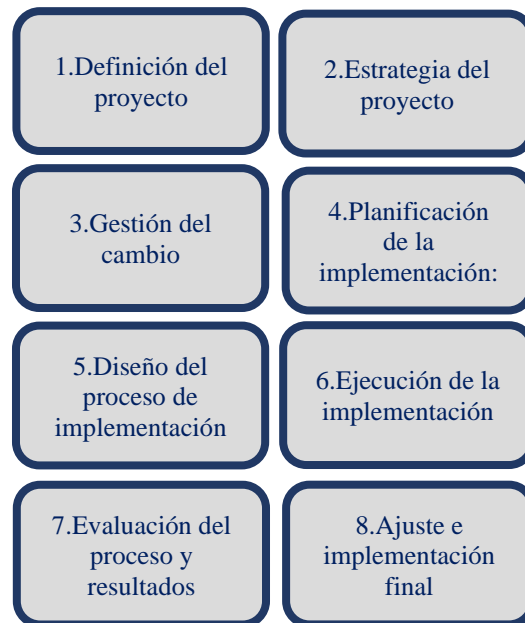 1.Definición del
proyecto
2.Estrategia del
proyecto
3.Gestión del
cambio
4.Planificación
de la
implementación:
5.Diseño del
proceso de
implementación
6.Ejecución de la
implementación
7.Evaluación del
proceso y
resultados
8.Ajuste e
implementación
final